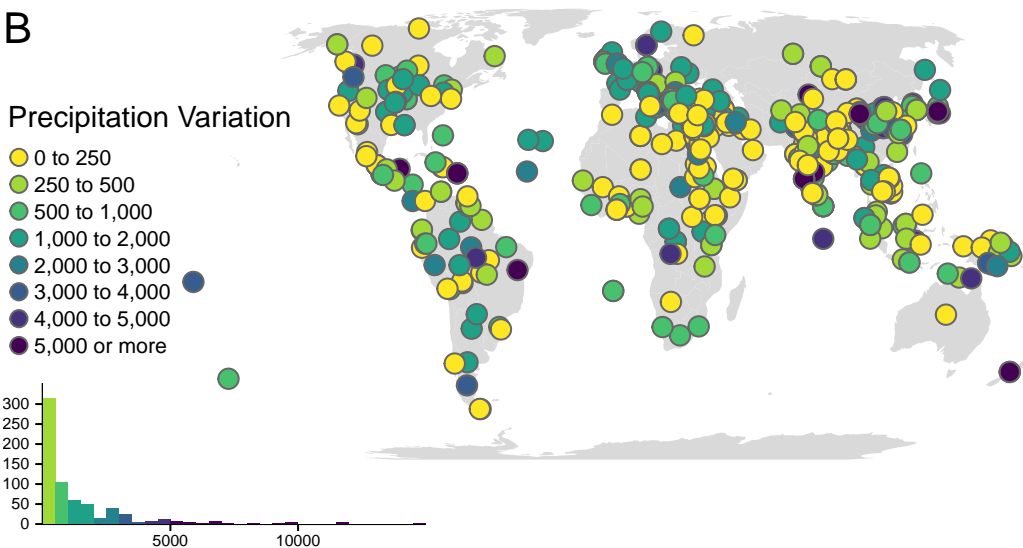 B
Precipitation Variation
0 to 250
250 to 500
500 to 1,000
1,000 to 2,000
2,000 to 3,000
3,000 to 4,000
4,000 to 5,000
5,000 or more
300
250
200
150
100
50
0
5000 10000